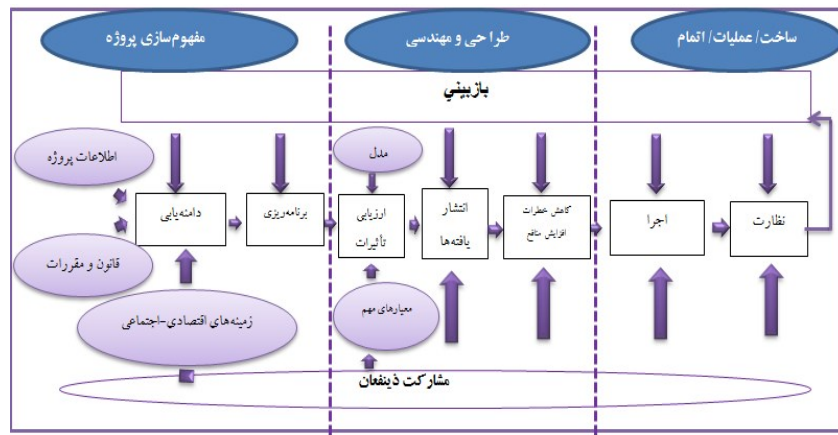 مفهوم‌سازی پروژه
طراحی و مهندسی
ساخت/ عملیات/ اتمام
بازبيني
اطلاعات پروژه
قانون و مقررات
زمینه‌های اقتصادی-اجتماعی
دامنه‌یابی
برنامه‌ریزی
مدل
ارزیابی
تأثیرات
معیارهای مهم
انتشار
یافته‌ها
کاهش خطرات
افزایش منافع
اجرا
نظارت
مشارکت ذینفعان